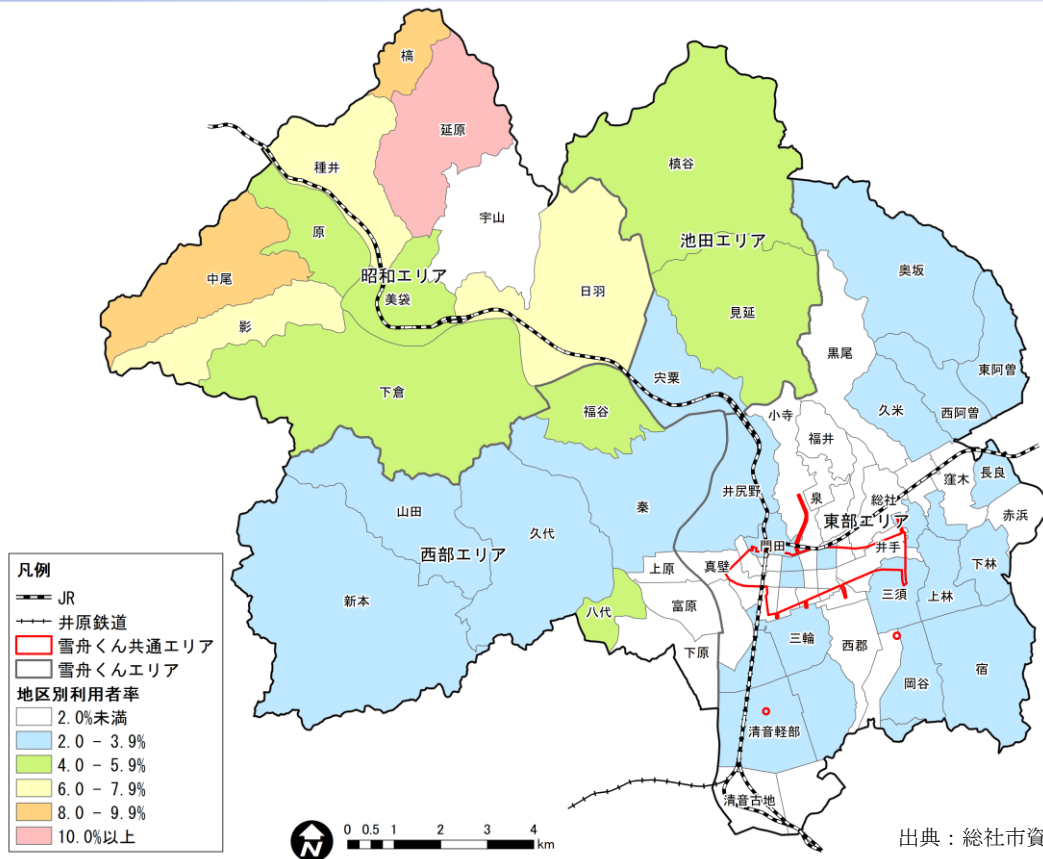 槁
延原
種井
槙谷
宇山
原
池田エリア
昭和エリア
奥坂
中尾
日羽
美袋
見延
影
黒尾
東阿曽
宍粟
下倉
久米
西阿曽
小寺
福谷
福井
窪木
長良
井尻野
泉
総社
秦
赤浜
山田
久代
東部エリア
西部エリア
門田
井手
上原
真壁
下林
新本
三須
上林
八代
富原
三輪
西郡
下原
宿
岡谷
清音軽部
清音古地
凡例
JR
井原鉄道
雪舟くん共通エリア
雪舟くんエリア
地区別利用者率
2.0%未満
2.0 - 3.9%
4.0 - 5.9%
6.0 - 7.9%
8.0 - 9.9%
10.0%以上
N
0 0.5 1 2 3 4
km
出典：総社市資